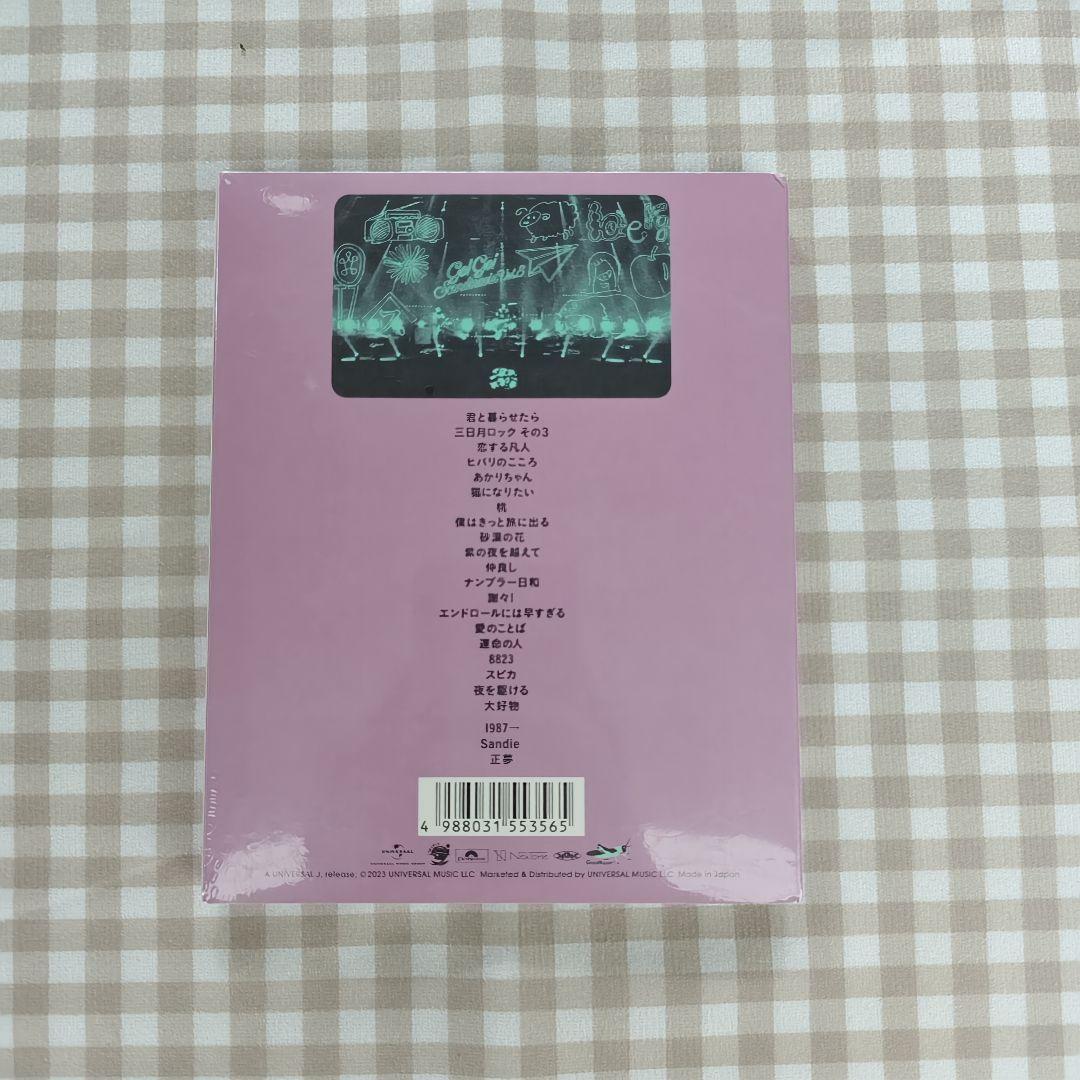 Go! Go!
Scandinavia Vol.8
君と暮らせたら
三日月ロック その3
恋する凡人
ヒバリのこころ
あかりちゃん
猫になりたい
桃
僕はきっと旅に出る
砂漠の花
紫の夜を越えて
仲良し
ナンプラー日和
謝々!
エンドロールには早すぎる
愛のことば
運命の人
8823
スピカ
夜を駆ける
大好物
1987→
Sandie
正夢
4 988031 553565
UNIVERSAL
A UNIVERSAL J, release; ©2023 UNIVERSAL MUSIC LLC Marketed & Distributed by UNIVERSAL MUSIC LLC Made in Japan